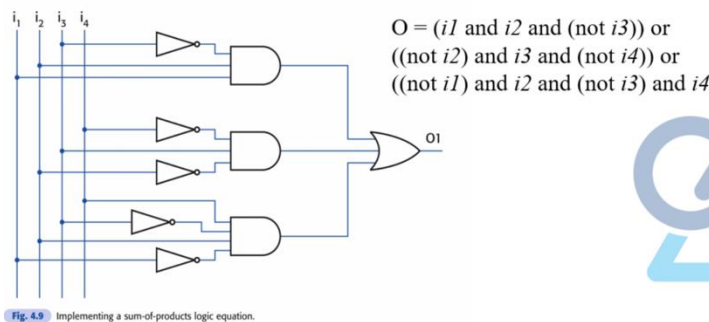 i1 i2 i3 i4
O = (i1 and i2 and (not i3)) or
((not i2) and i3 and (not i4)) or
((not i1) and i2 and (not i3) and i4
O1
Fig. 4.9 Implementing a sum-of-products logic equation.